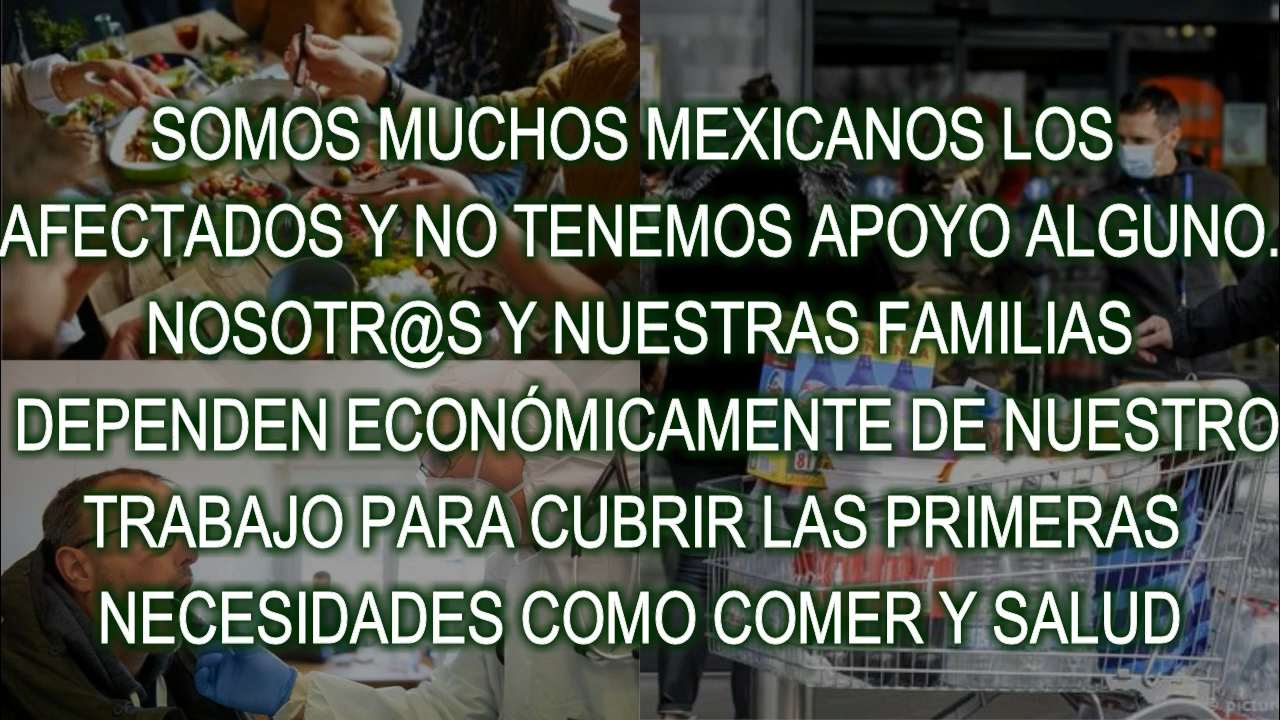 SOMOS MUCHOS MEXICANOS LOS
AFECTADOS Y NO TENEMOS APOYO ALGUNO.
NOSOTR@S Y NUESTRAS FAMILIAS
DEPENDEN ECONÓMICAMENTE DE NUESTRO
TRABAJO PARA CUBRIR LAS PRIMERAS
NECESIDADES COMO COMER Y SALUD
81